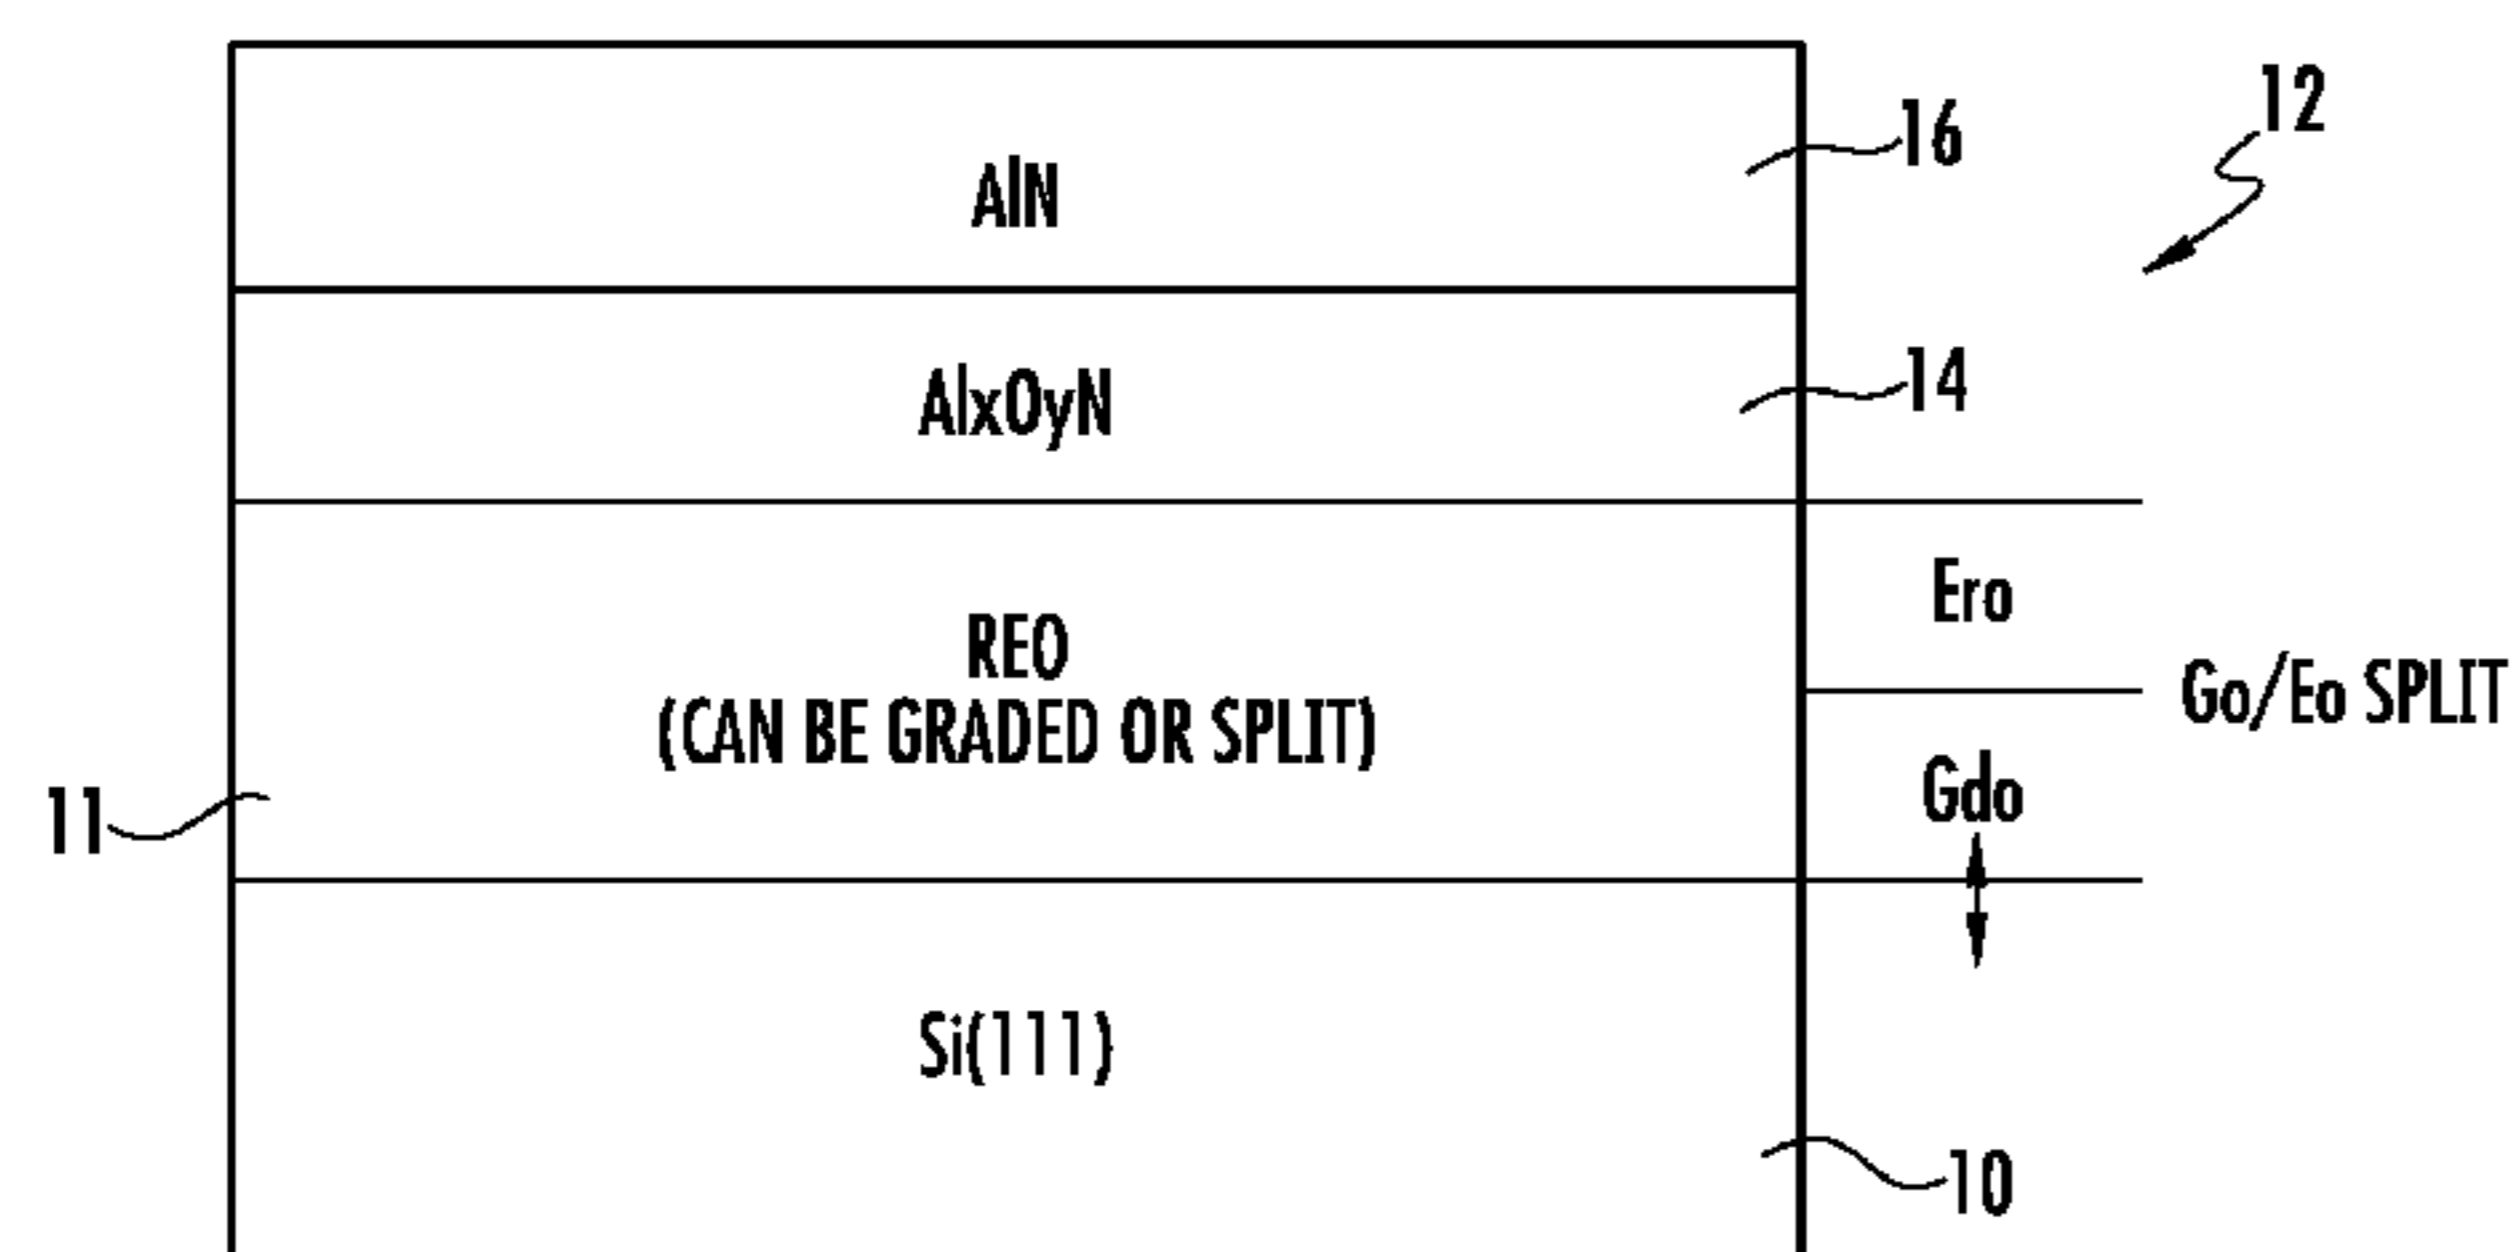 12
16
AlN
14
AlxOyN
Ero
REO
(CAN BE GRADED OR SPLIT)
Go/Eo SPLIT
Gdo
11
Si(111)
10